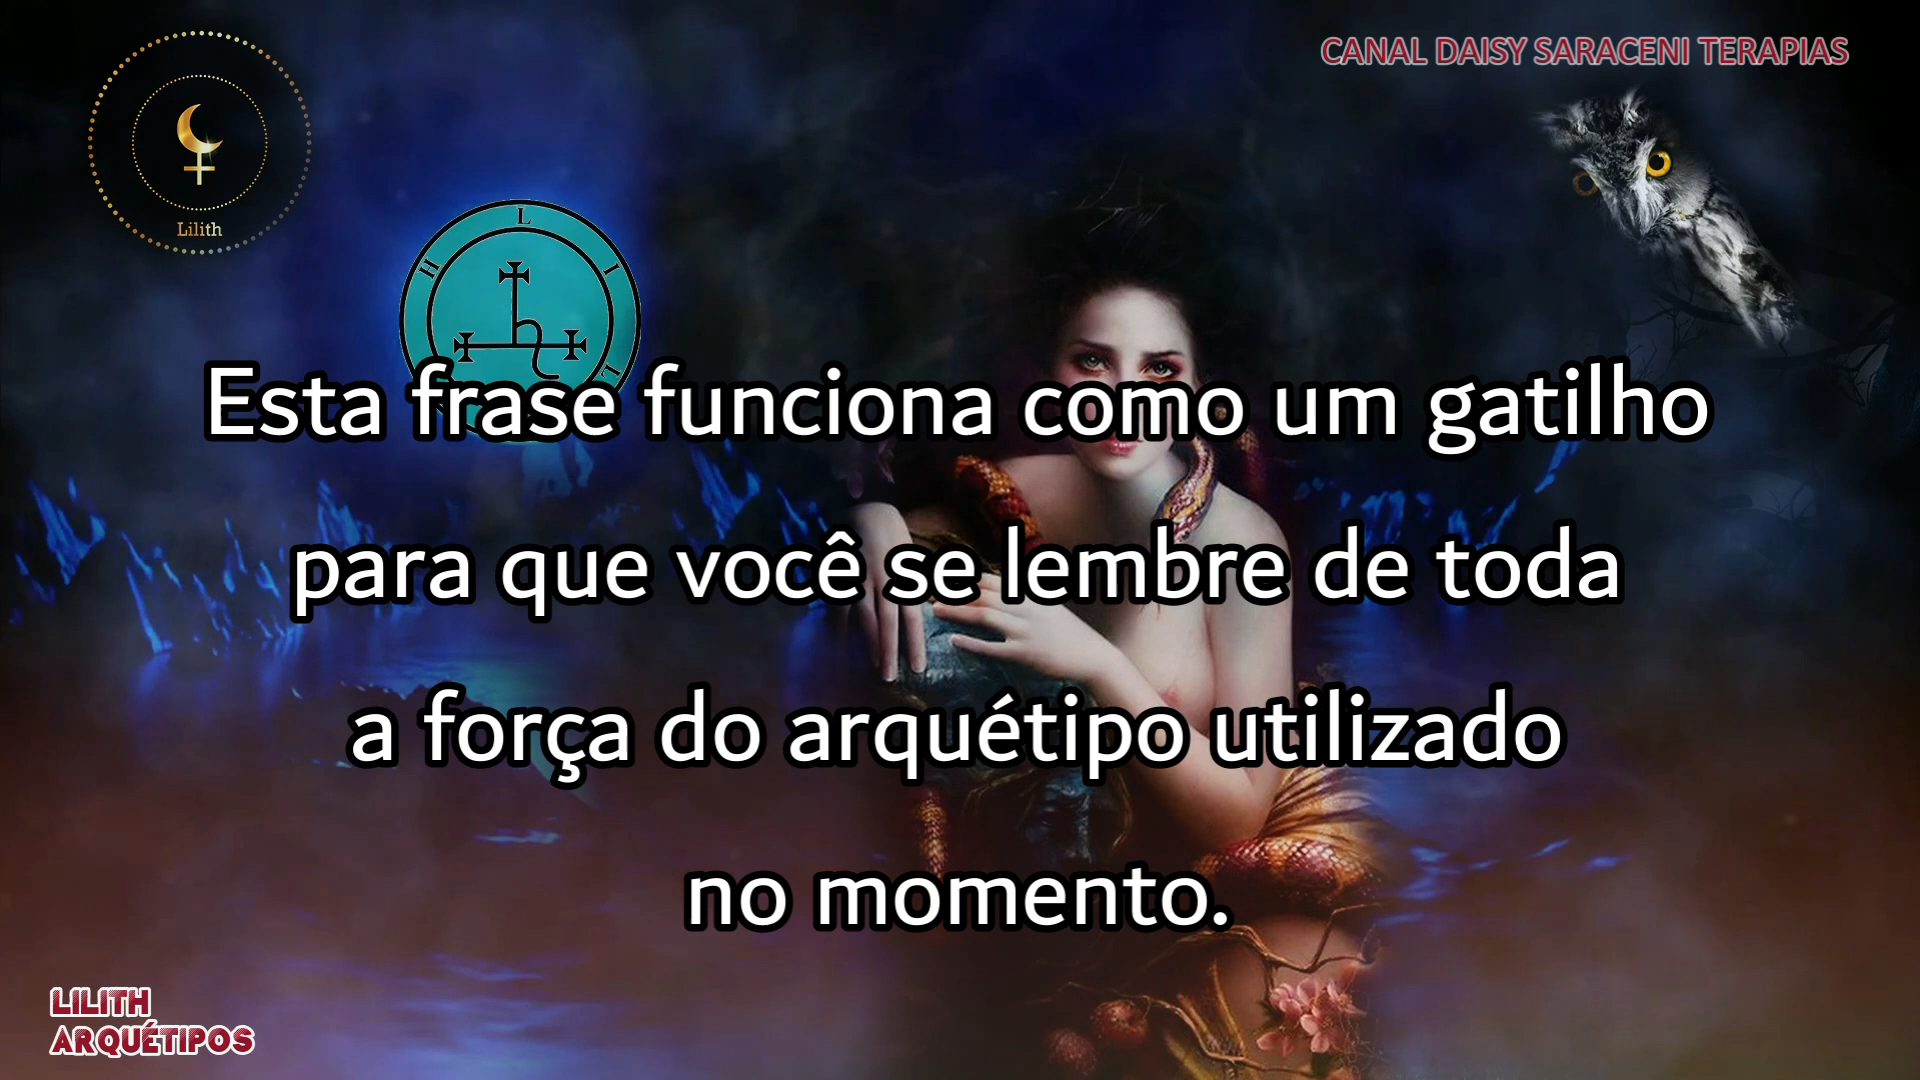 CANAL DAISY SARACENI TERAPIAS
Lilith
L I L H
Esta frase funciona como um gatilho
para que você se lembre de toda
a força do arquétipo utilizado
no momento.
LILITH
ARQUÉTIPOS